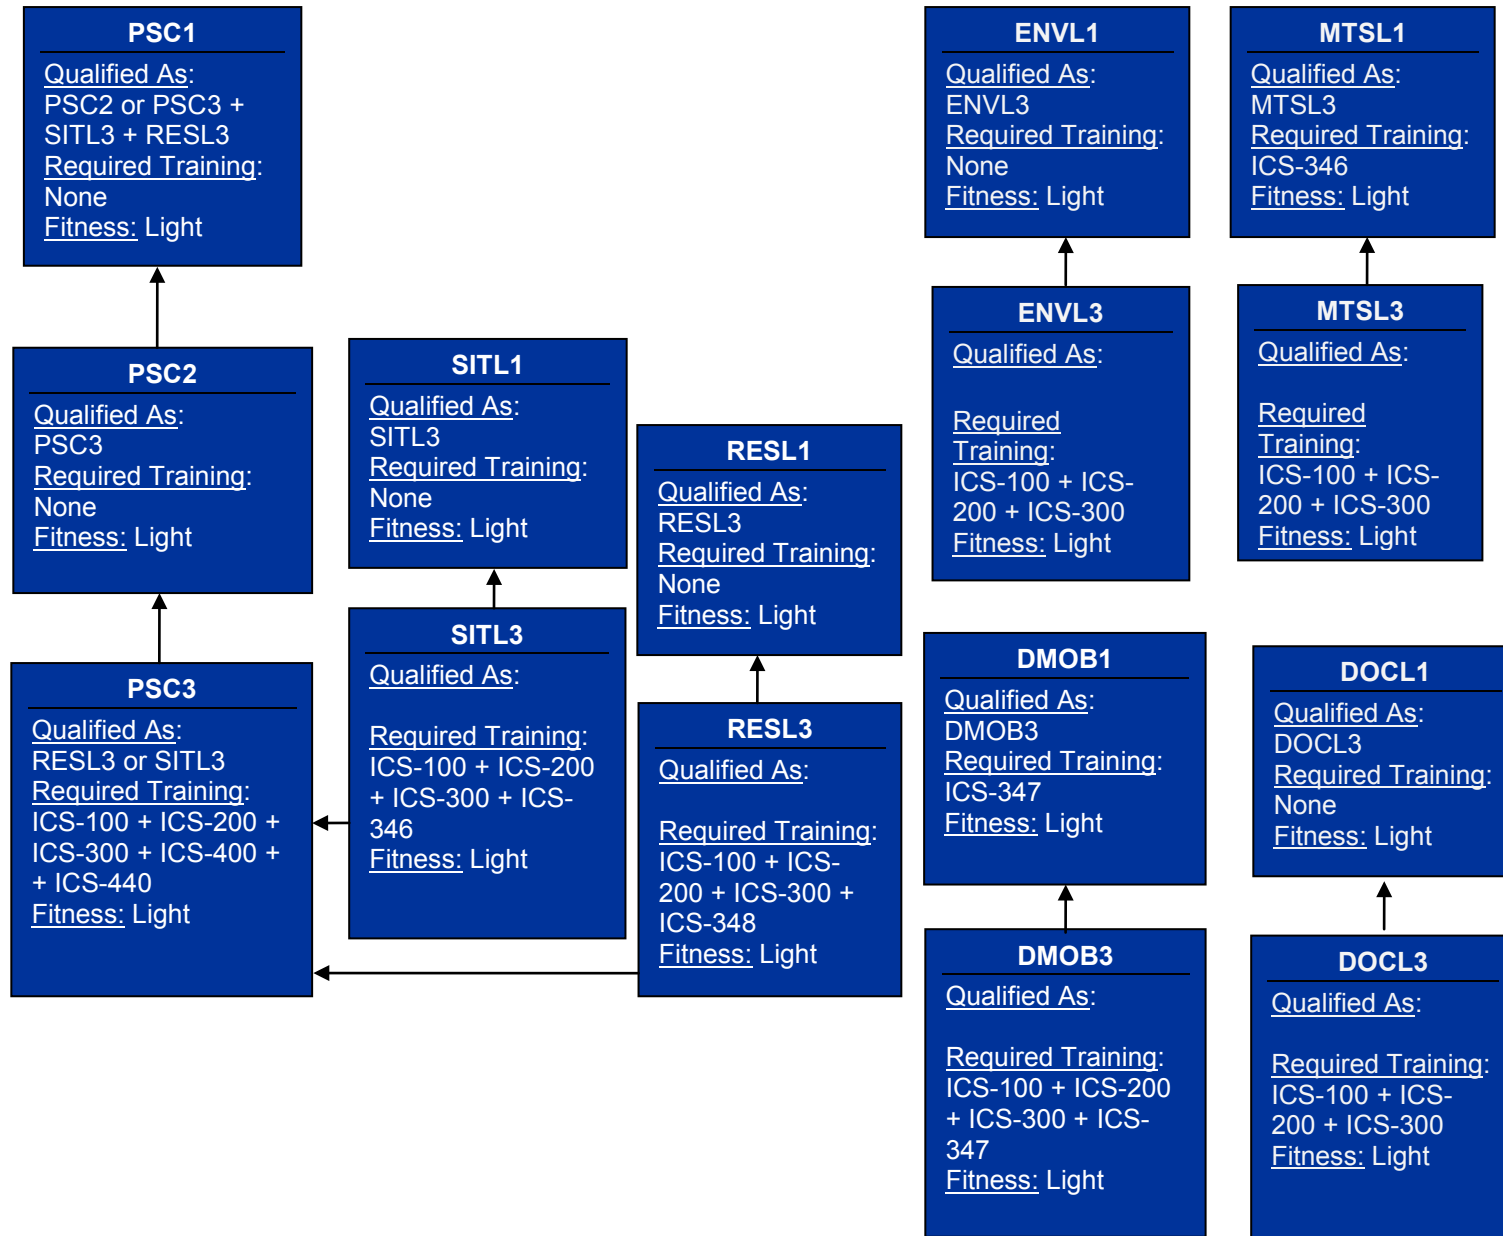 PSC1
Qualified As:
PSC2 or PSC3 +
SITL3 + RESL3
Required Training:
None
Fitness: Light
PSC2
Qualified As:
PSC3
Required Training:
None
Fitness: Light
PSC3
Qualified As:
RESL3 or SITL3
Required Training:
ICS-100 + ICS-200 +
ICS-300 + ICS-400 +
+ ICS-440
Fitness: Light
SITL1
Qualified As:
SITL3
Required Training:
None
Fitness: Light
SITL3
Qualified As:
Required Training:
ICS-100 + ICS-200
+ ICS-300 + ICS-
346
Fitness: Light
RESL1
Qualified As:
RESL3
Required Training:
None
Fitness: Light
RESL3
Qualified As:
Required Training:
ICS-100 + ICS-
200 + ICS-300 +
ICS-348
Fitness: Light
ENVL1
Qualified As:
ENVL3
Required Training:
None
Fitness: Light
ENVL3
Qualified As:
Required
Training:
ICS-100 + ICS-
200 + ICS-300
Fitness: Light
MTSL1
Qualified As:
MTSL3
Required Training:
ICS-346
Fitness: Light
MTSL3
Qualified As:
Required
Training:
ICS-100 + ICS-
200 + ICS-300
Fitness: Light
DMOB1
Qualified As:
DMOB3
Required Training:
ICS-347
Fitness: Light
DMOB3
Qualified As:
Required Training:
ICS-100 + ICS-200
+ ICS-300 + ICS-
347
Fitness: Light
DOCL1
Qualified As:
DOCL3
Required Training:
None
Fitness: Light
DOCL3
Qualified As:
Required Training:
ICS-100 + ICS-
200 + ICS-300
Fitness: Light